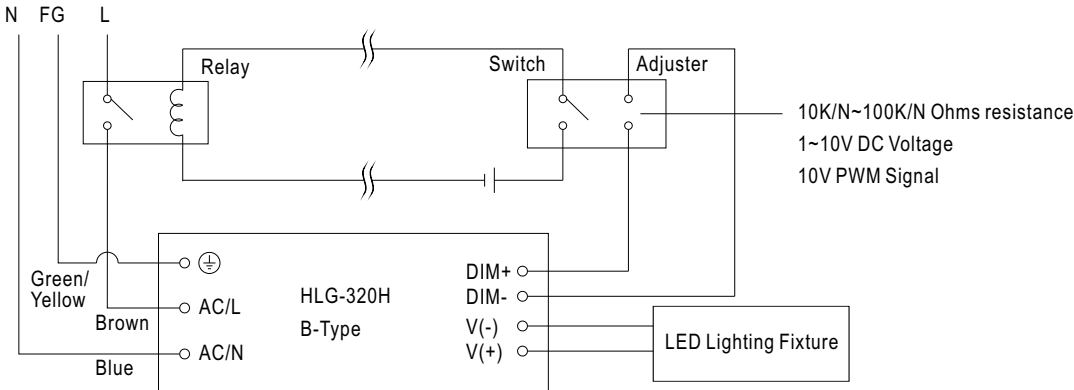 N FG L
Relay
Switch
Adjuster
10K/N~100K/N Ohms resistance
1~10V DC Voltage
10V PWM Signal
Green/
Yellow
Brown
Blue
AC/L
AC/N
HLG-320H
B-Type
DIM+
DIM-
V(-)
V(+)
LED Lighting Fixture